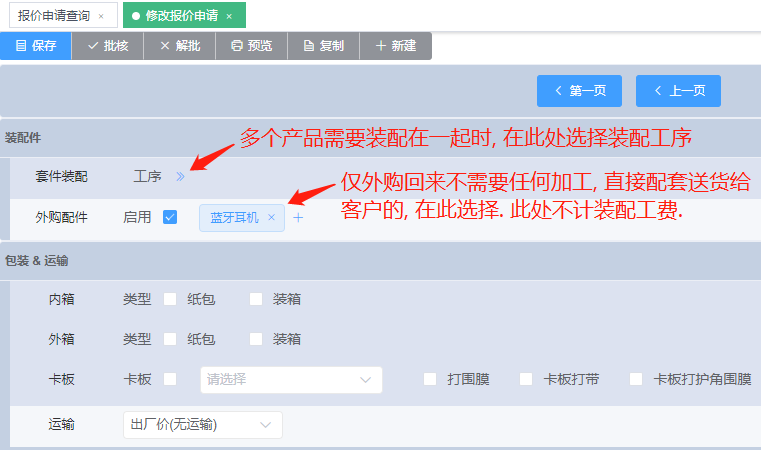 报价申请查询 ×
修改报价申请 ×
保存 批核 解批 预览 复制 新建
第一页 上一页
装配件
多个产品需要装配在一起时, 在此处选择装配工序
套件装配 工序 »
仅外购回来不需要任何加工, 直接配套送货给
客户的, 在此选择. 此处不计装配工费.
外购配件 启用 蓝牙耳机 × +
包装 & 运输
内箱 类型 纸包 装箱
外箱 类型 纸包 装箱
卡板 卡板 请选择 打围膜 卡板打带 卡板打护角围膜
运输 出厂价(无运输)